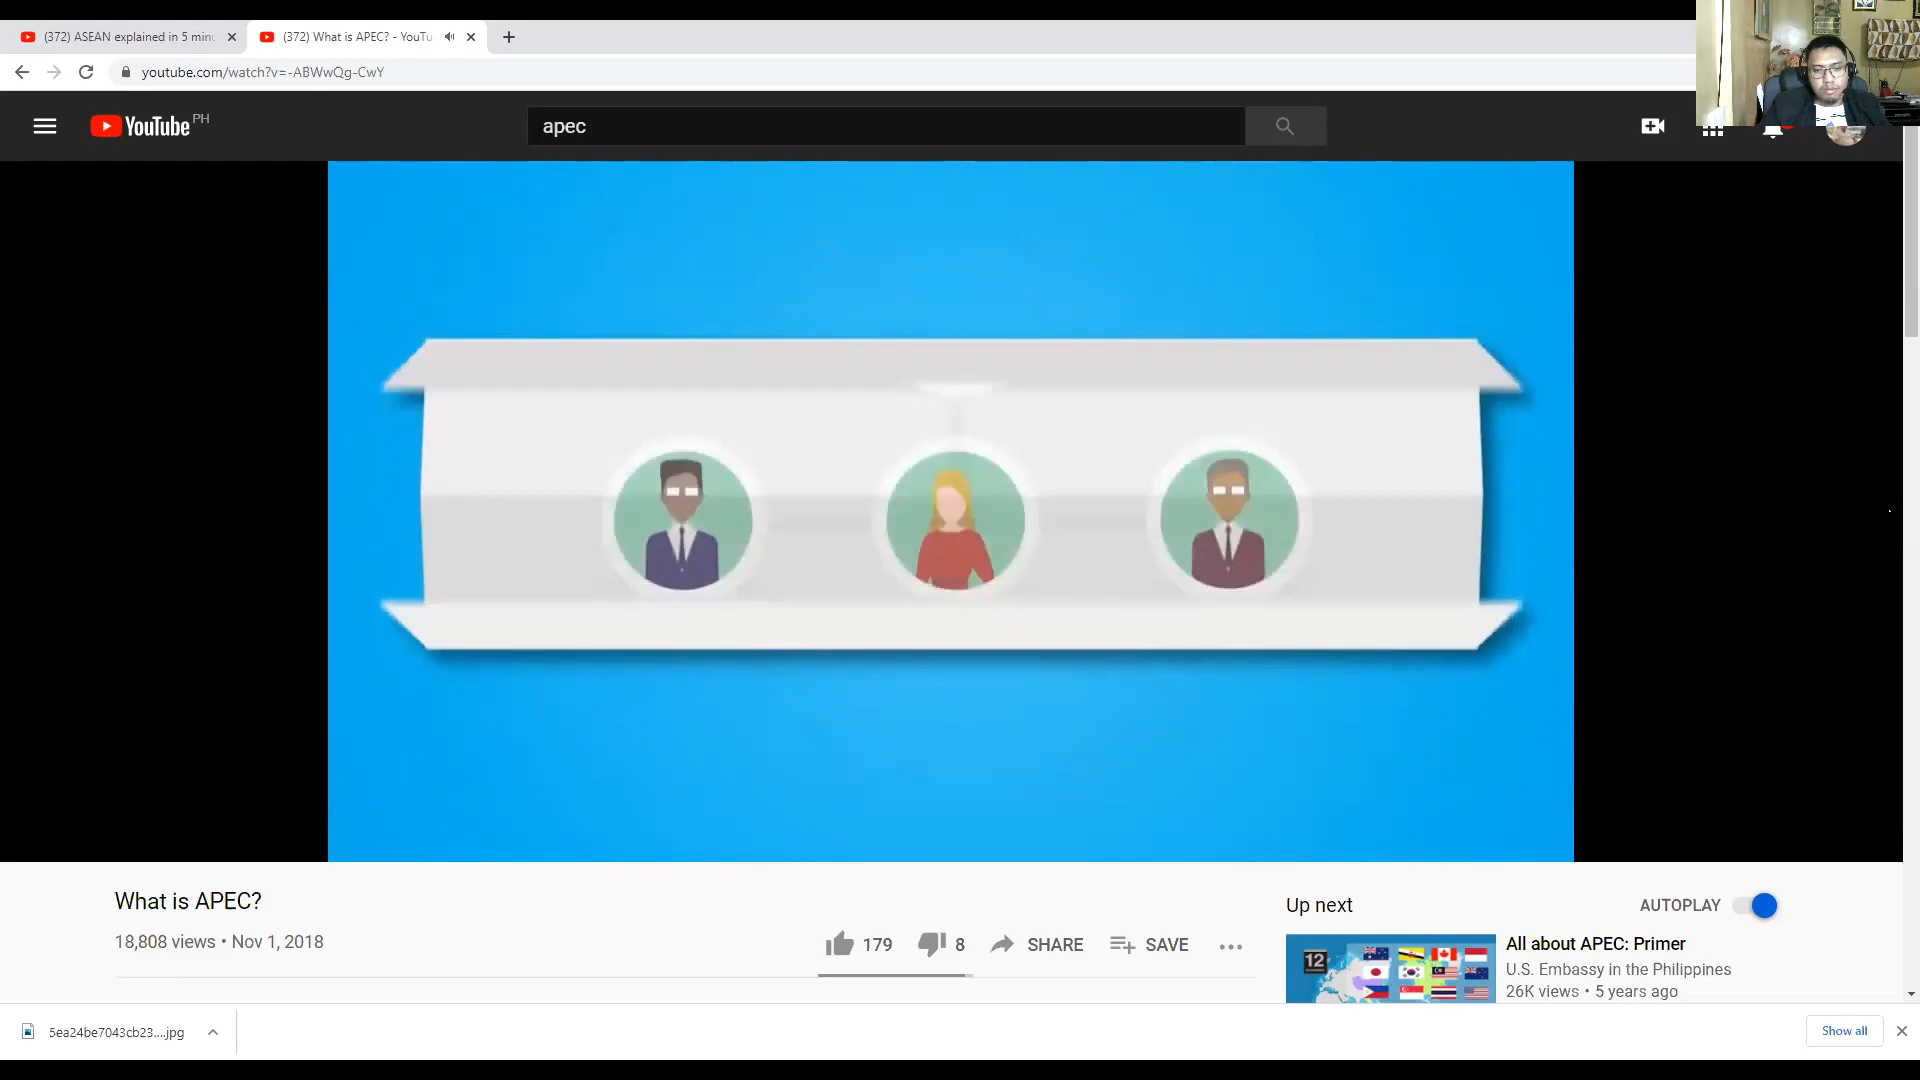 (372) ASEAN explained in 5 minu
(372) What is APEC? - YouTu
youtube.com/watch?v=-ABWwQg-CwY
YouTube PH
apec
What is APEC?
18,808 views • Nov 1, 2018
179
8
SHARE
SAVE
Up next
AUTOPLAY
12
All about APEC: Primer
U.S. Embassy in the Philippines
26K views • 5 years ago
5ea24be7043cb23....jpg
Show all